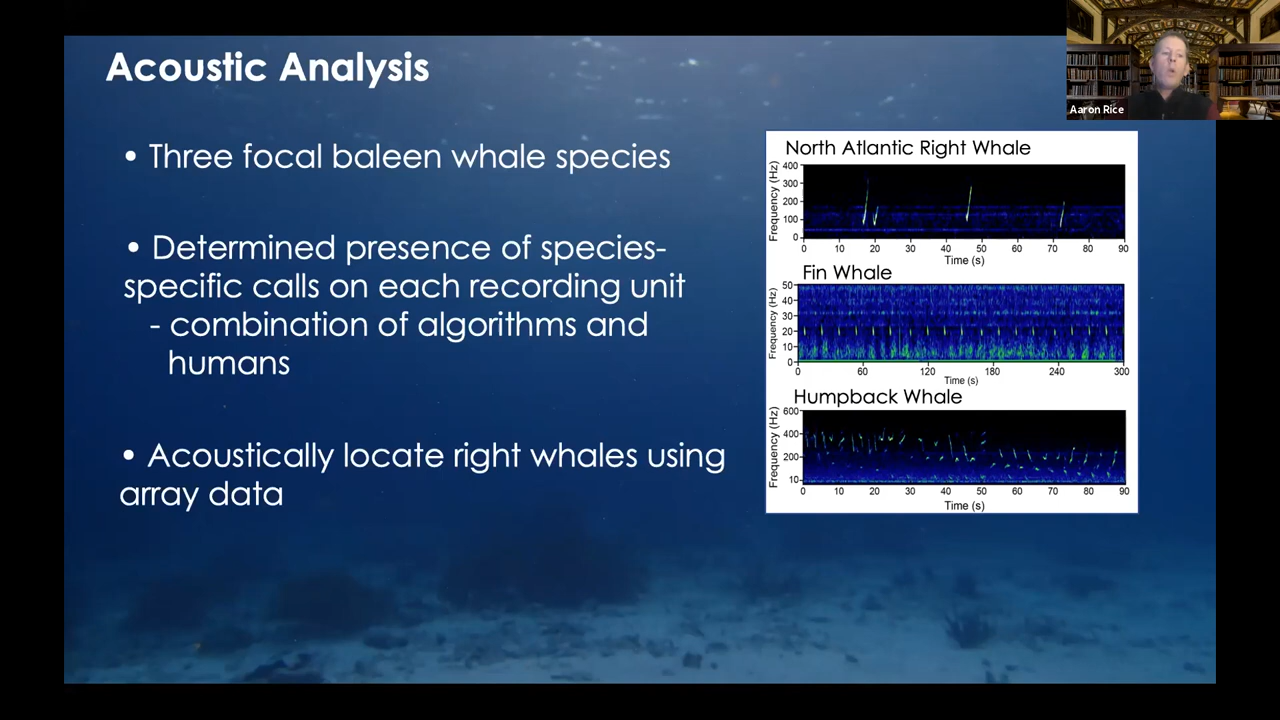 Acoustic Analysis
Aaron Rice
• Three focal baleen whale species
• Determined presence of species-
specific calls on each recording unit
- combination of algorithms and
humans
• Acoustically locate right whales using
array data
North Atlantic Right Whale
Frequency (Hz)
400
300
200
100
0
0 10 20 30 40 50 60 70 80 90
Time (s)
Fin Whale
Frequency (Hz)
50
40
30
20
10
0
0 60 120 180 240 300
Time (s)
Humpback Whale
Frequency (Hz)
600
400
200
10
0 10 20 30 40 50 60 70 80 90
Time (s)